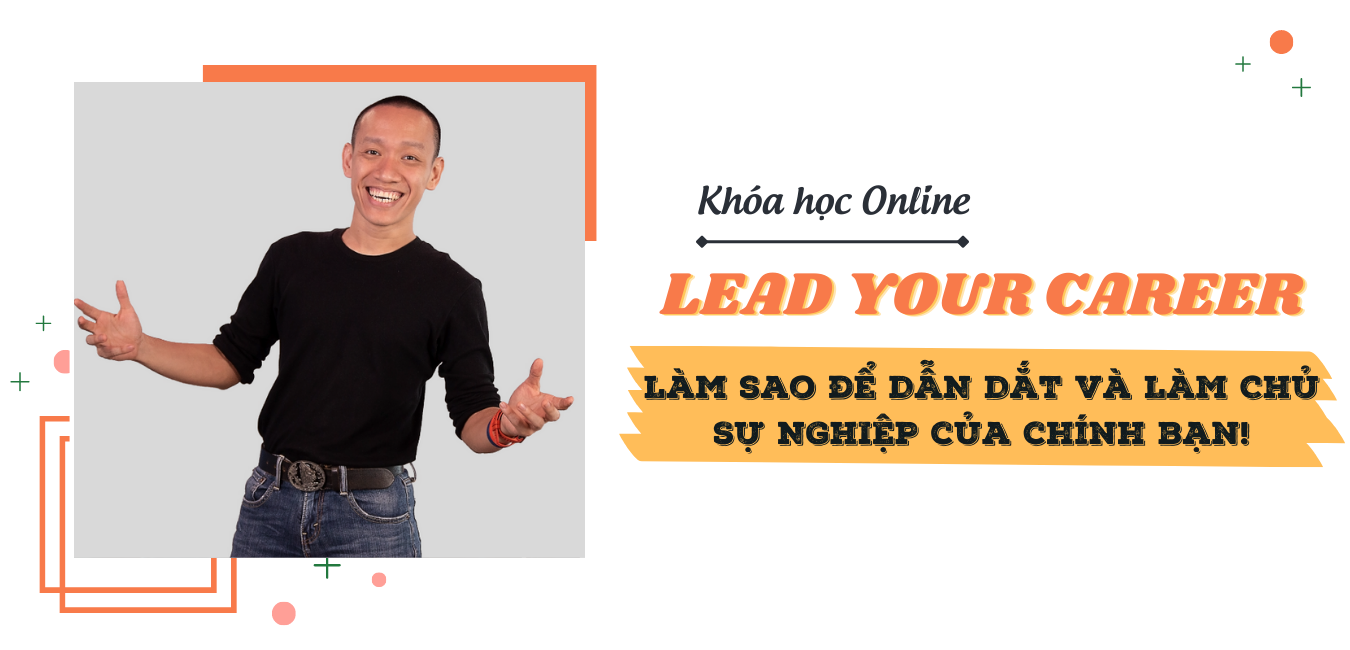 Khóa học Online
LEAD YOUR CAREER
LÀM SAO ĐỂ DẪN DẮT VÀ LÀM CHỦ
SỰ NGHIỆP CỦA CHÍNH BẠN!